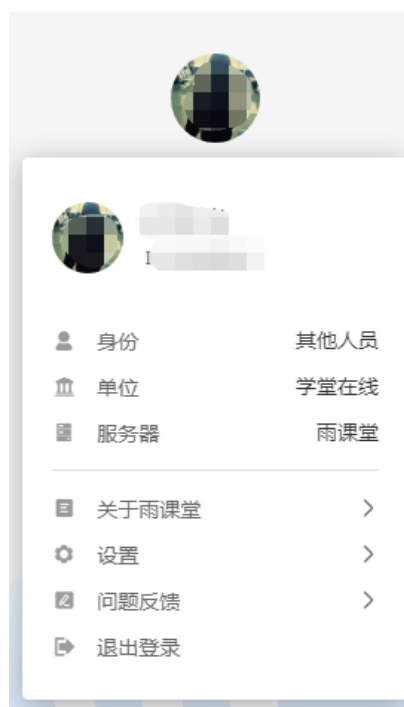 身份 其他人员
单位 学堂在线
服务器 雨课堂
关于雨课堂
设置
问题反馈
退出登录